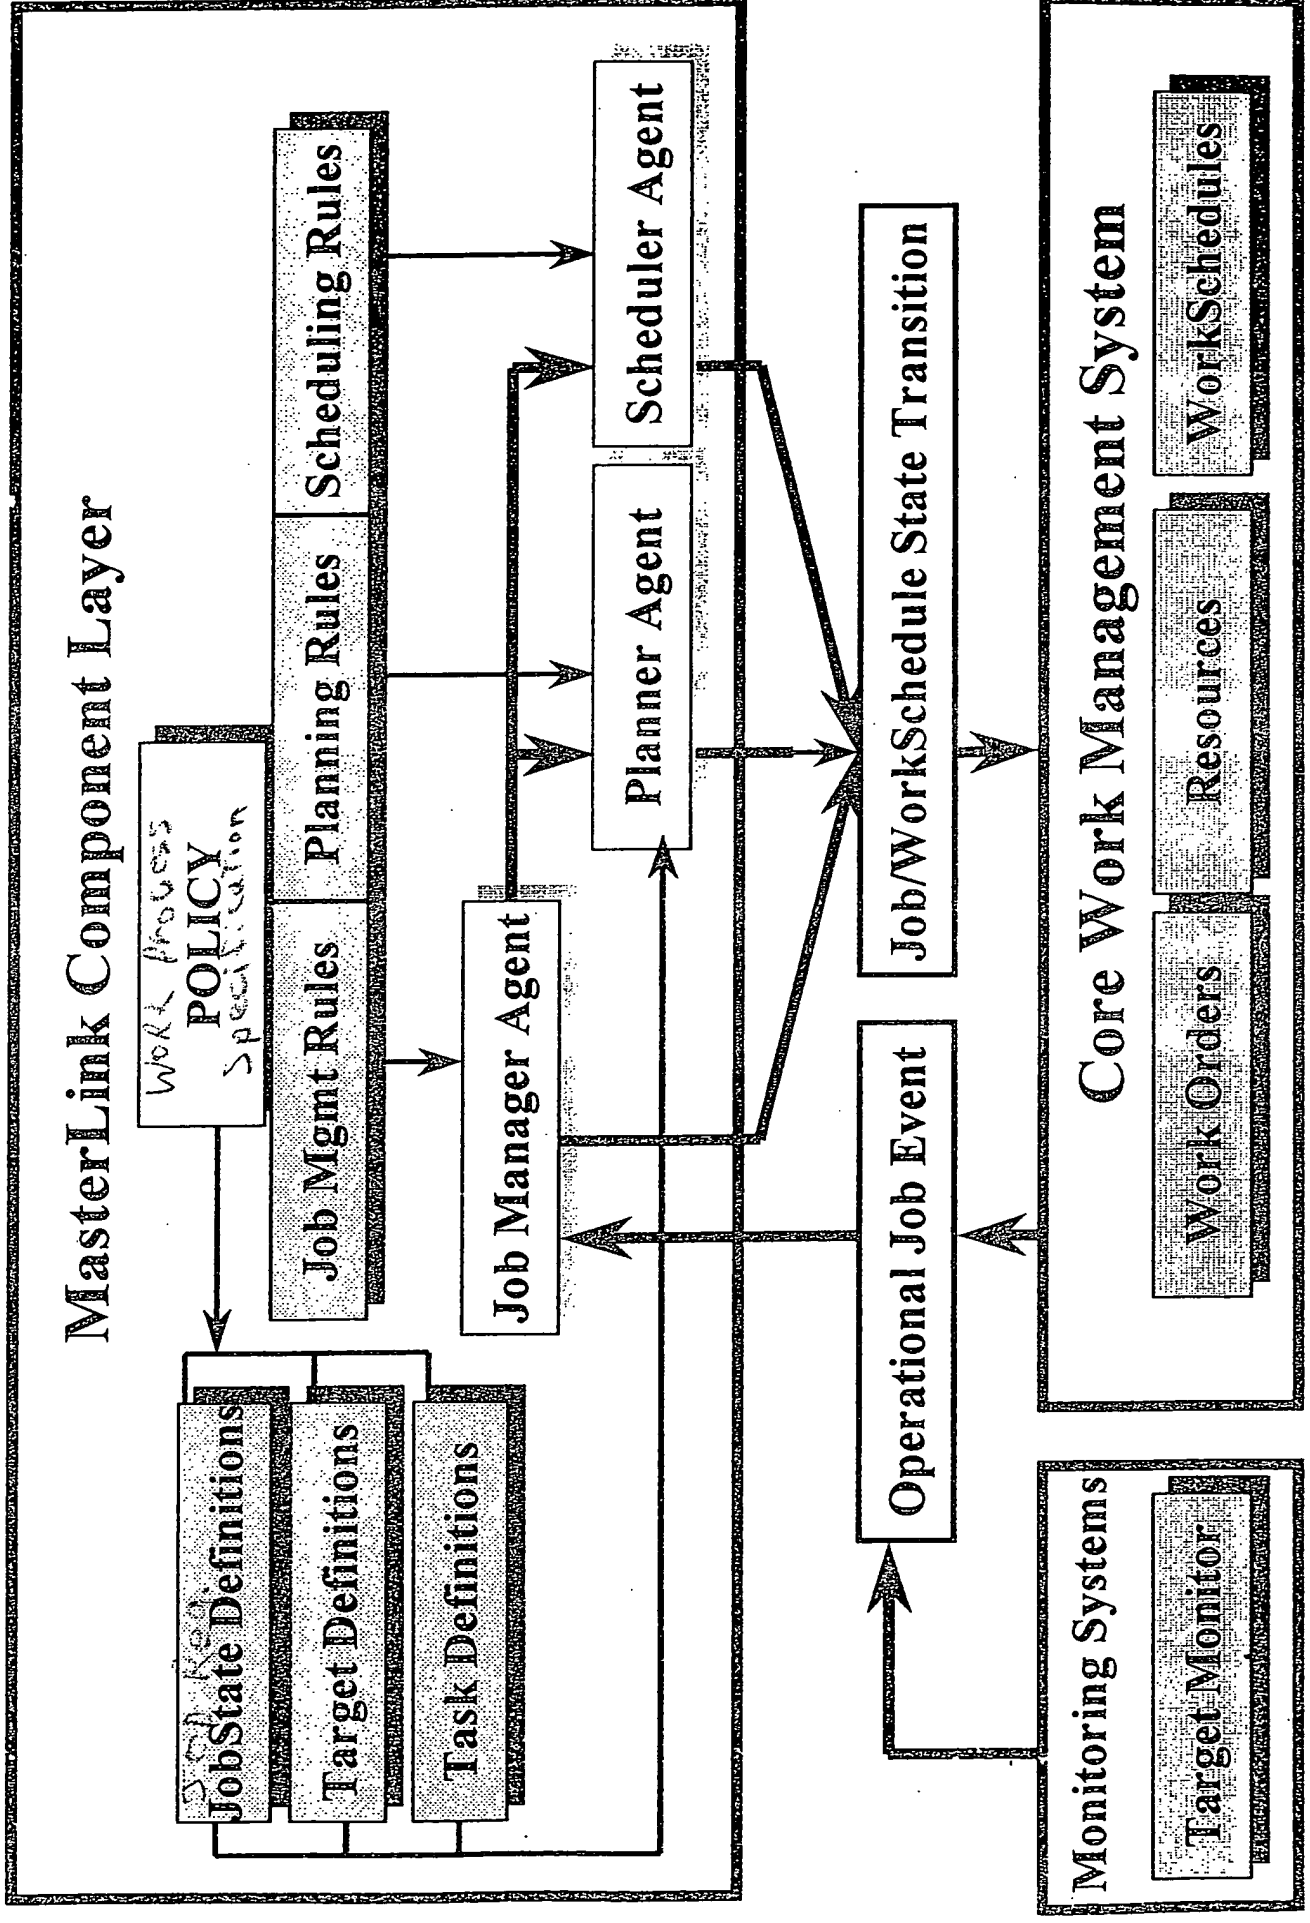 MasterLink Component Layer
Work Process
POLICY
Specification
JobState Definitions
Target Definitions
Task Definitions
Job Mgmt Rules
Planning Rules
Scheduling Rules
Job Manager Agent
Planner Agent
Scheduler Agent
Operational Job Event
Job/WorkSchedule State Transition
Monitoring Systems
Target Monitor
Core Work Management System
Work Orders
Resources
WorkSchedules